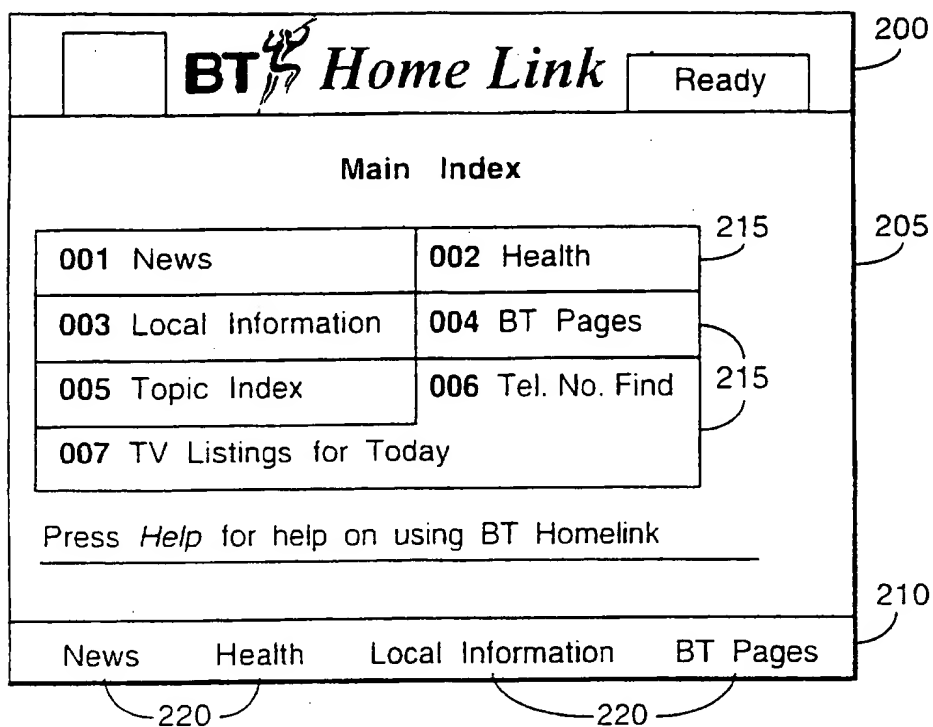 200
BT Home Link Ready
Main Index
215
205
001 News 002 Health
003 Local Information 004 BT Pages
005 Topic Index 006 Tel. No. Find 215
007 TV Listings for Today
Press Help for help on using BT Homelink
210
News Health Local Information BT Pages
220 220